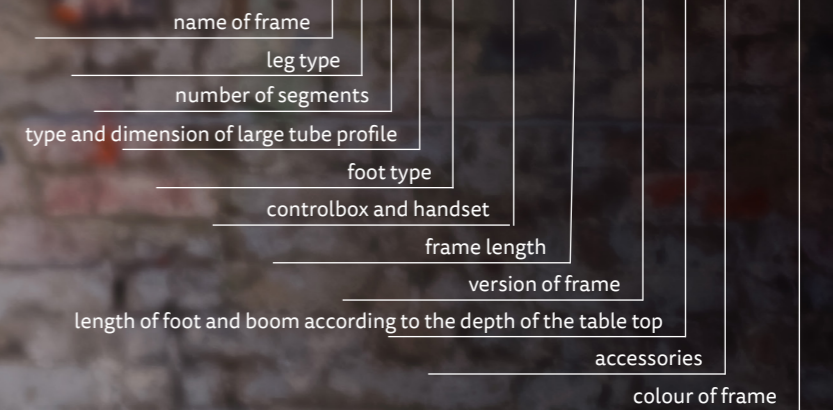 name of frame
leg type
number of segments
type and dimension of large tube profile
foot type
controlbox and handset
frame length
version of frame
length of foot and boom according to the depth of the table top
accessories
colour of frame